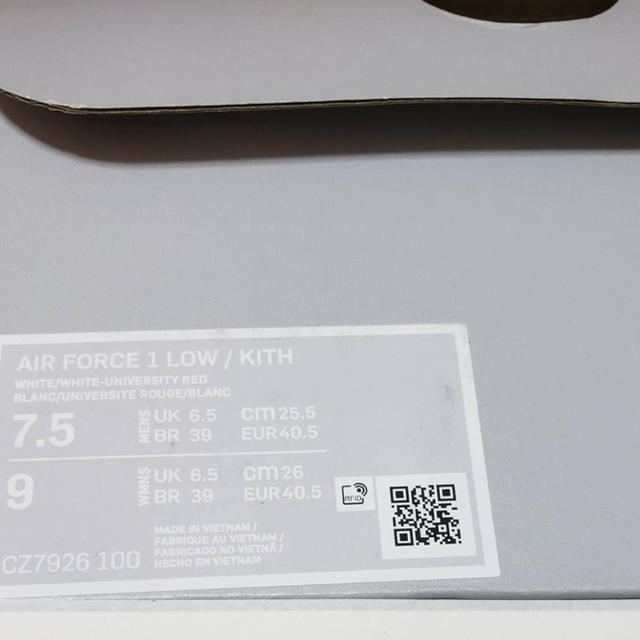 AIR FORCE 1 LOW / KITH
WHITE/WHITE-UNIVERSITY RED
BLANC/UNIVERSITE ROUGE/BLANC
7.5 MENS UK 6.5 cm 25.5
BR 39 EUR 40.5
9 WMNS UK 6.5 cm 26
BR 39 EUR 40.5
RFID
MADE IN VIETNAM /
FABRIQUE AU VIETNAM /
FABRICADO NO VIETNÃ /
HECHO EN VIETNAM
CZ7926 100